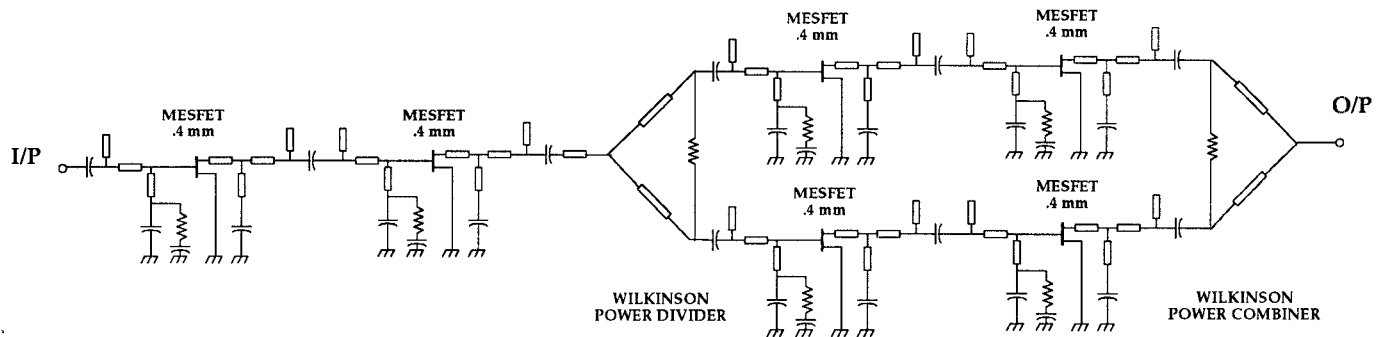 MESFET
.4 mm
MESFET
.4 mm
MESFET
.4 mm
MESFET
.4 mm
I/P
O/P
MESFET
.4 mm
MESFET
.4 mm
WILKINSON
POWER DIVIDER
WILKINSON
POWER COMBINER